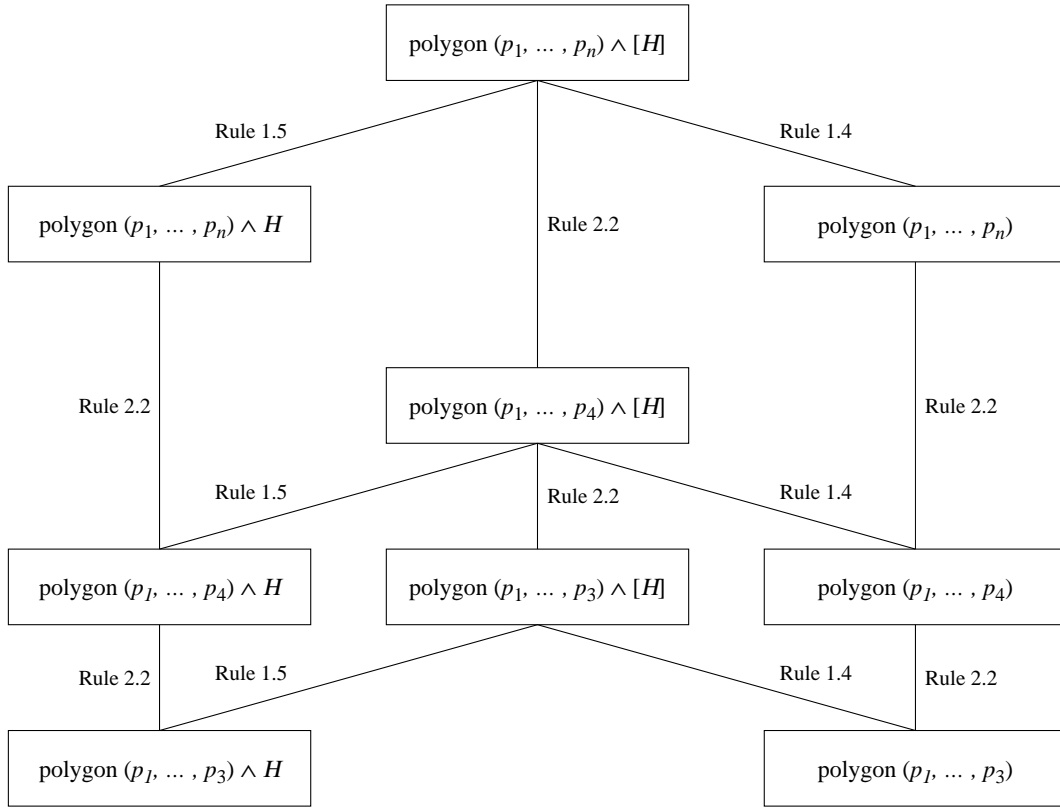 polygon (p₁, ... , pₙ) ∧ [H]
Rule 1.5
Rule 1.4
polygon (p₁, ... , pₙ) ∧ H
Rule 2.2
polygon (p₁, ... , pₙ)
Rule 2.2
polygon (p₁, ... , p₄) ∧ [H]
Rule 2.2
Rule 1.5
Rule 2.2
Rule 1.4
polygon (p₁, ... , p₄) ∧ H
polygon (p₁, ... , p₃) ∧ [H]
polygon (p₁, ... , p₄)
Rule 2.2
Rule 1.5
Rule 1.4
Rule 2.2
polygon (p₁, ... , p₃) ∧ H
polygon (p₁, ... , p₃)